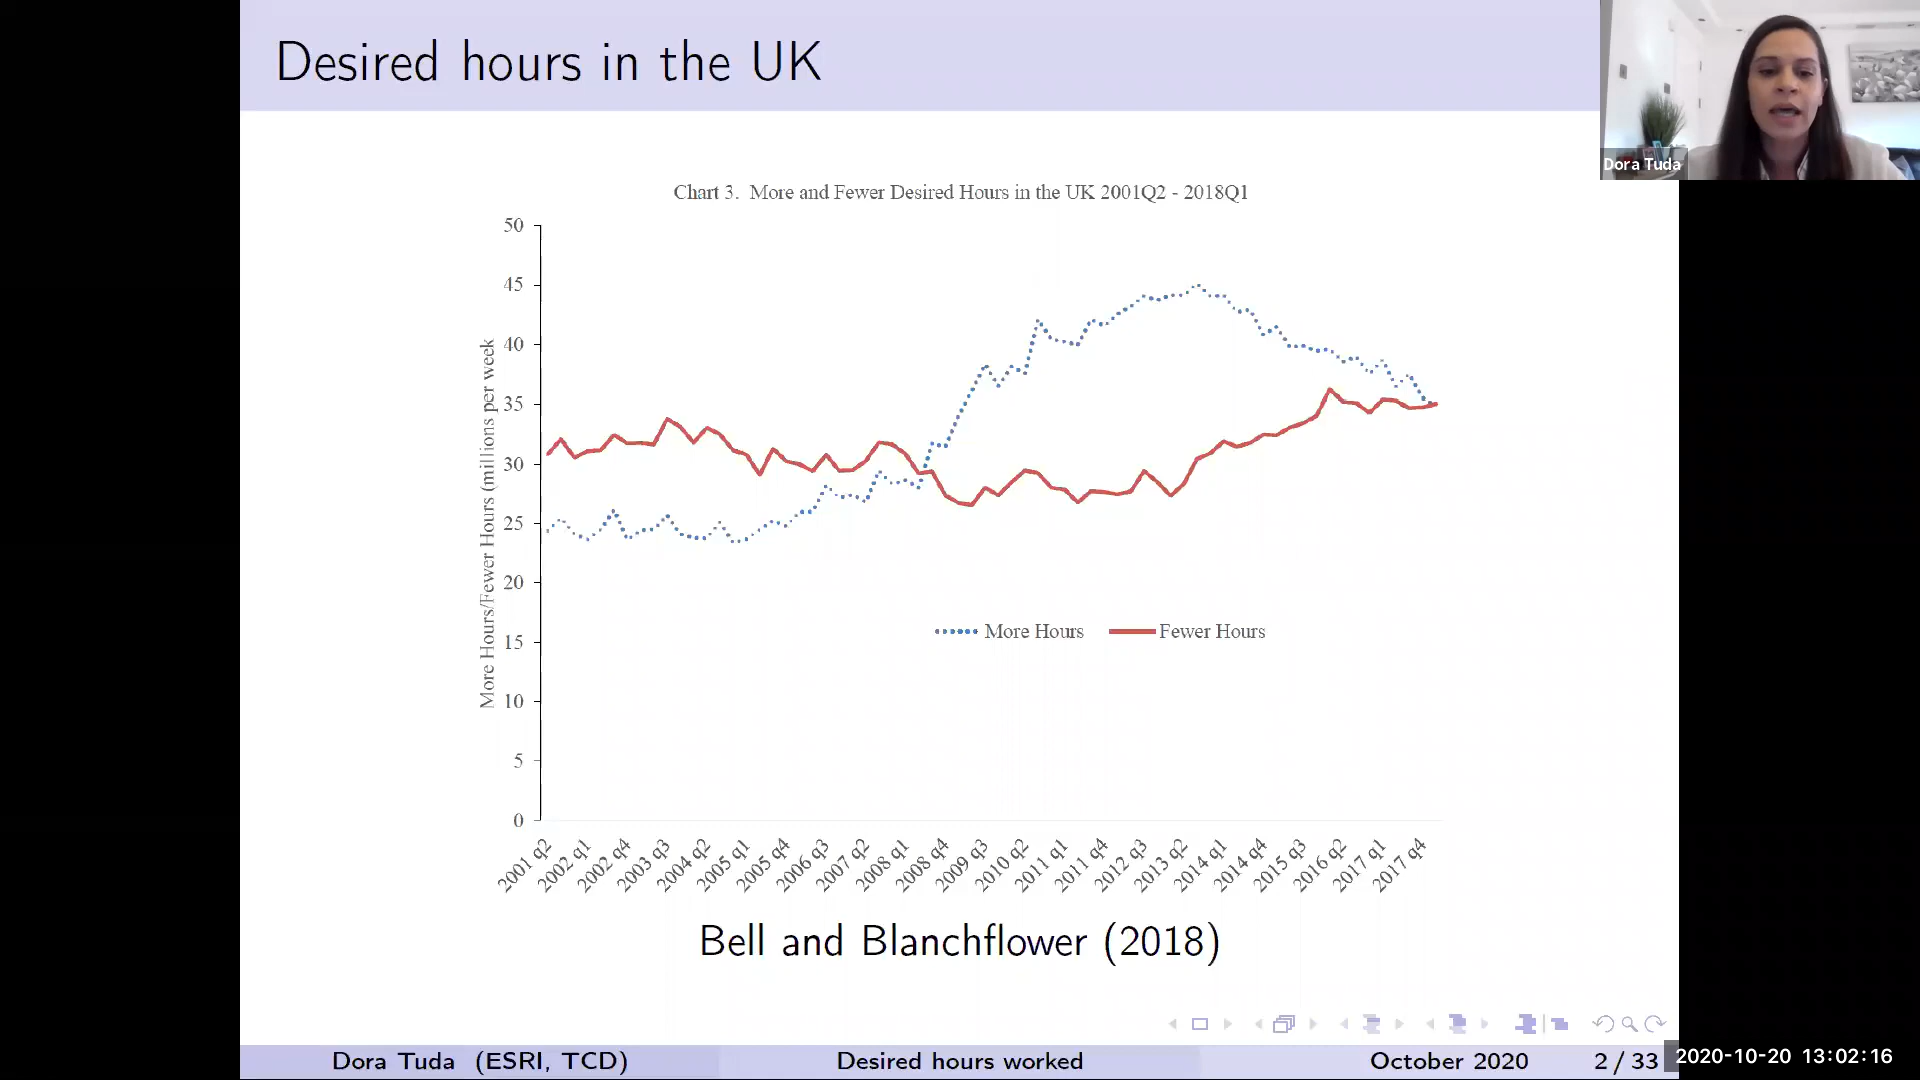 Desired hours in the UK
Dora Tuda
Chart 3. More and Fewer Desired Hours in the UK 2001Q2 - 2018Q1
More Hours/Fewer Hours (millions per week
50
45
40
35
30
25
20
15
10
5
0
More Hours
Fewer Hours
2001 q2
2002 q1
2002 q4
2003 q3
2004 q2
2005 q1
2005 q4
2006 q3
2007 q2
2008 q1
2008 q4
2009 q3
2010 q2
2011 q1
2011 q4
2012 q3
2013 q2
2014 q1
2014 q4
2015 q3
2016 q2
2017 q1
2017 q4
Bell and Blanchflower (2018)
Dora Tuda (ESRI, TCD)
Desired hours worked
October 2020
2 / 33
2020-10-20 13:02:16